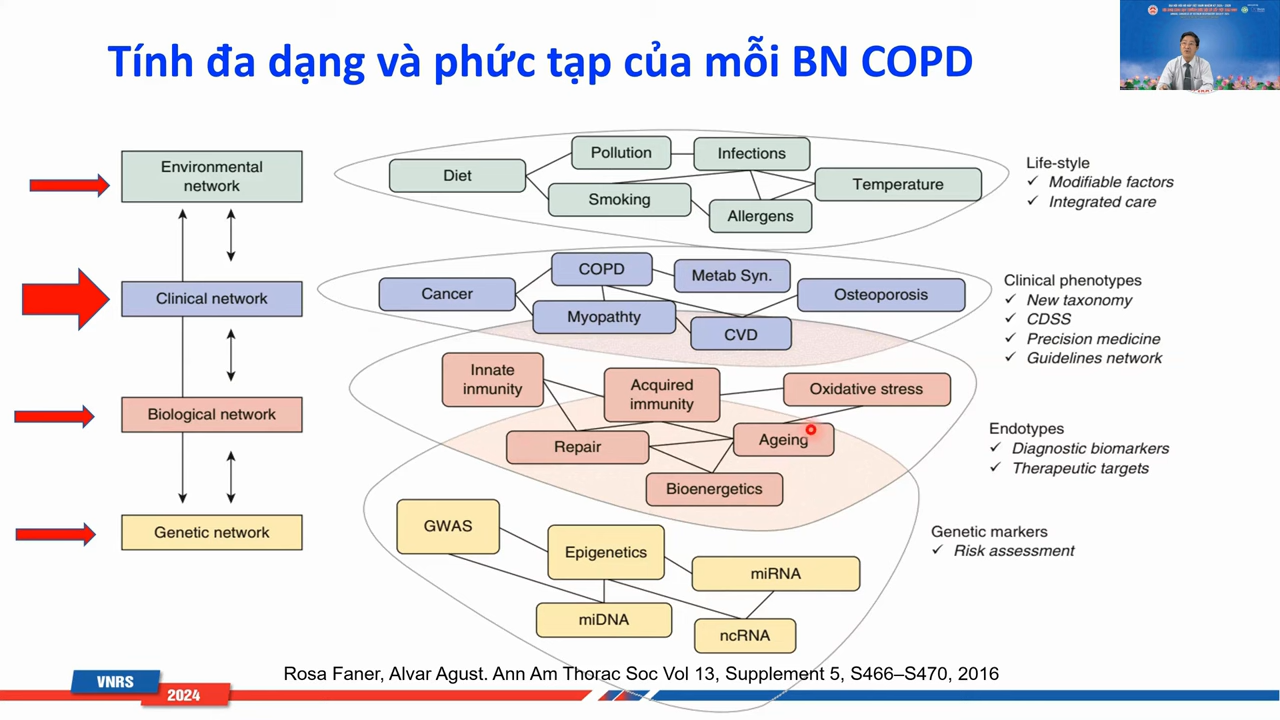 Tính đa dạng và phức tạp của mỗi BN COPD
Environmental
network
Clinical network
Biological network
Genetic network
Diet
Pollution
Infections
Smoking
Allergens
Temperature
Cancer
COPD
Metab Syn.
Myopathty
CVD
Osteoporosis
Innate
inmunity
Acquired
immunity
Oxidative stress
Repair
Ageing
Bioenergetics
GWAS
Epigenetics
miRNA
miDNA
ncRNA
Life-style
✓ Modifiable factors
✓ Integrated care
Clinical phenotypes
✓ New taxonomy
✓ CDSS
✓ Precision medicine
✓ Guidelines network
Endotypes
✓ Diagnostic biomarkers
✓ Therapeutic targets
Genetic markers
✓ Risk assessment
Rosa Faner, Alvar Agust. Ann Am Thorac Soc Vol 13, Supplement 5, S466–S470, 2016
VNRS
2024